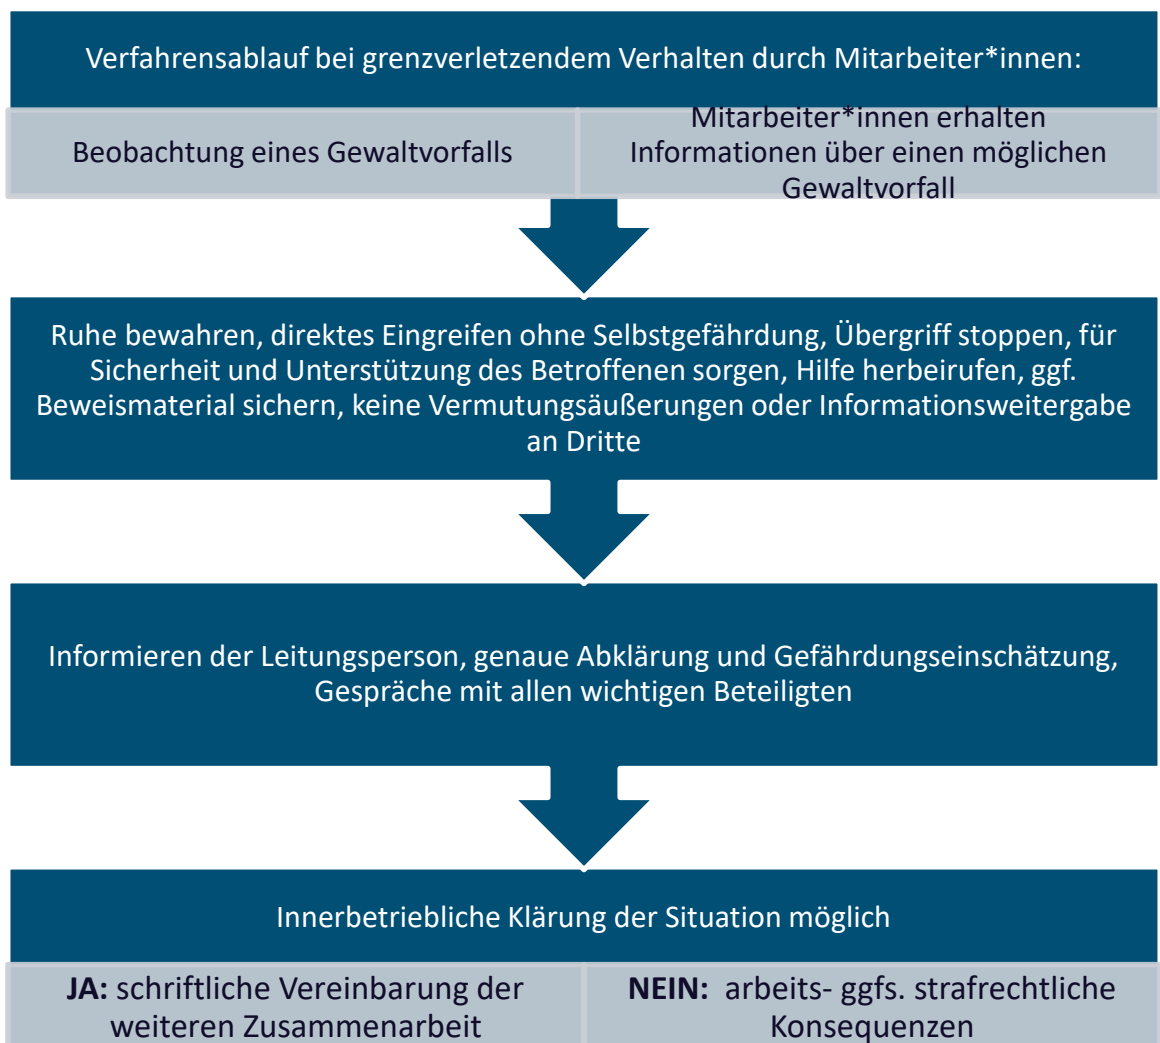 Verfahrensablauf bei grenzverletzendem Verhalten durch Mitarbeiter*innen:
Beobachtung eines Gewaltvorfalls
Mitarbeiter*innen erhalten
Informationen über einen möglichen
Gewaltvorfall
Ruhe bewahren, direktes Eingreifen ohne Selbstgefährdung, Übergriff stoppen, für
Sicherheit und Unterstützung des Betroffenen sorgen, Hilfe herbeirufen, ggf.
Beweismaterial sichern, keine Vermutungsäußerungen oder Informationsweitergabe
an Dritte
Informieren der Leitungsperson, genaue Abklärung und Gefährdungseinschätzung,
Gespräche mit allen wichtigen Beteiligten
Innerbetriebliche Klärung der Situation möglich
JA: schriftliche Vereinbarung der
weiteren Zusammenarbeit
NEIN: arbeits- ggfs. strafrechtliche
Konsequenzen